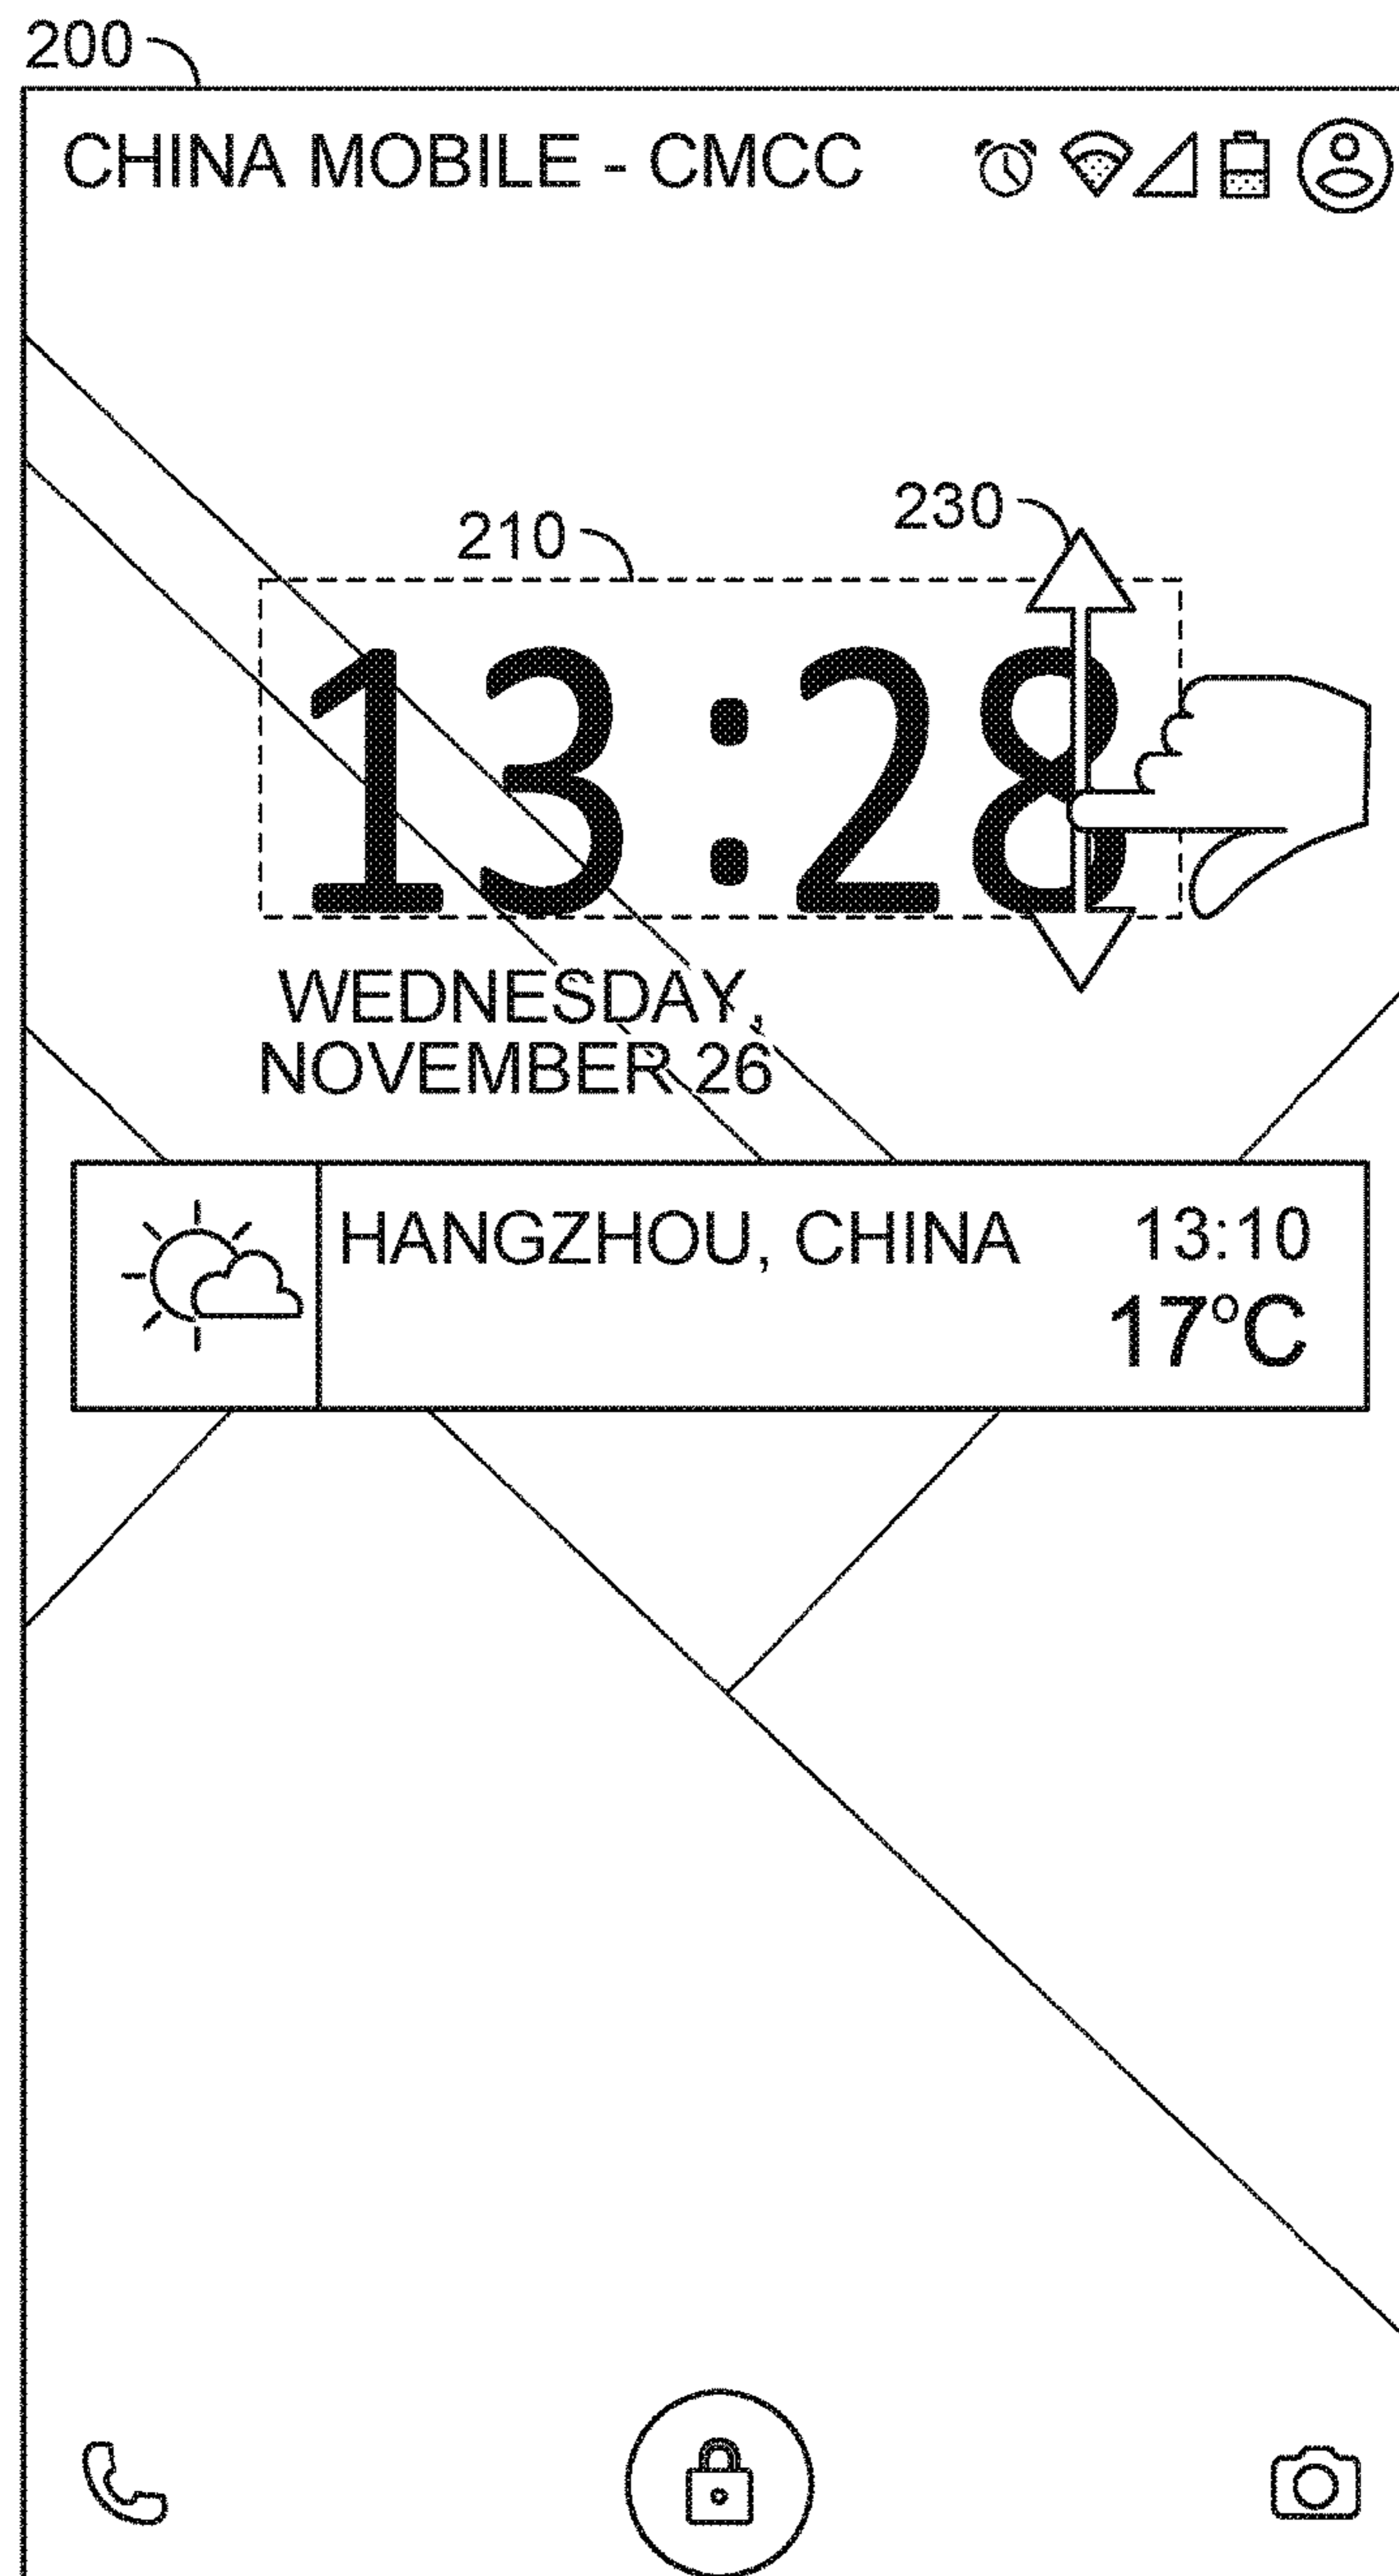 200
CHINA MOBILE - CMCC
210
230
13:28
WEDNESDAY,
NOVEMBER 26
HANGZHOU, CHINA 13:10
17°C